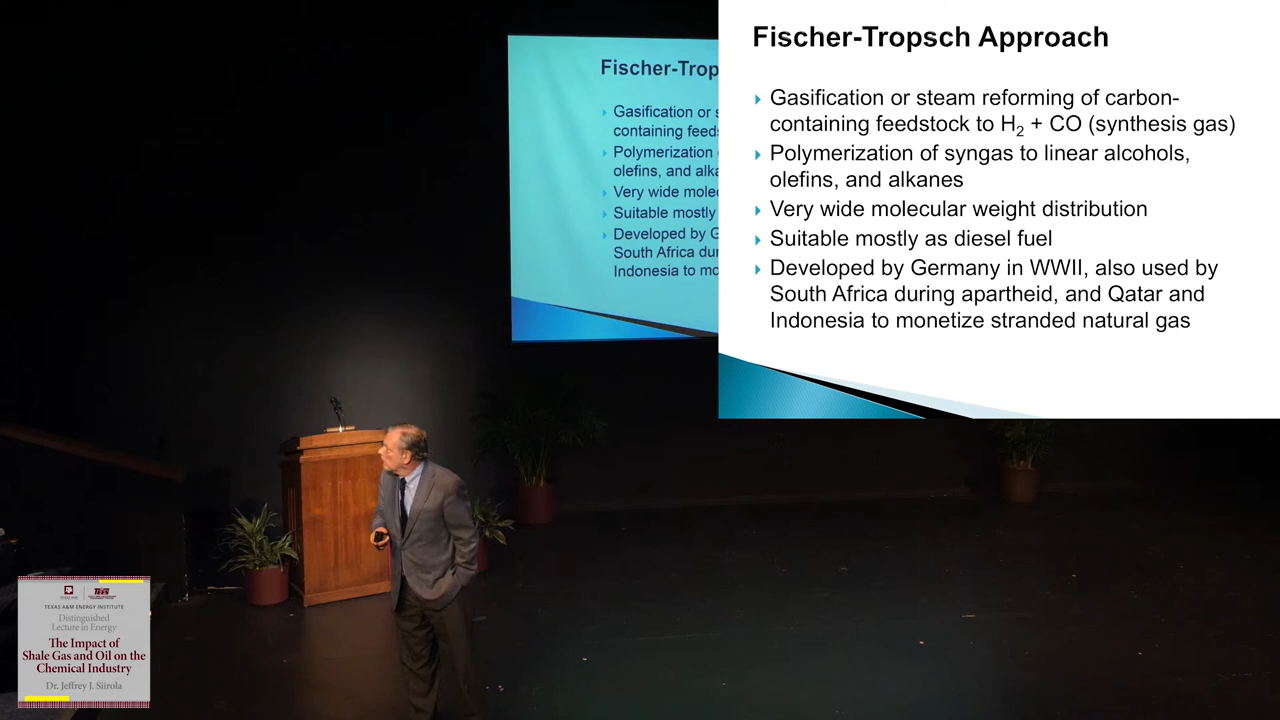 Fischer-Trop
Gasification or s
containing feeds
Polymerization
olefins, and alka
Very wide molec
Suitable mostly
Developed by G
South Africa dur
Indonesia to mo
Fischer-Tropsch Approach
Gasification or steam reforming of carbon-
containing feedstock to H2 + CO (synthesis gas)
Polymerization of syngas to linear alcohols,
olefins, and alkanes
Very wide molecular weight distribution
Suitable mostly as diesel fuel
Developed by Germany in WWII, also used by
South Africa during apartheid, and Qatar and
Indonesia to monetize stranded natural gas
TEXAS A&M ENERGY INSTITUTE
Distinguished
Lecture in Energy
The Impact of
Shale Gas and Oil on the
Chemical Industry
Dr. Jeffrey J. Siirola